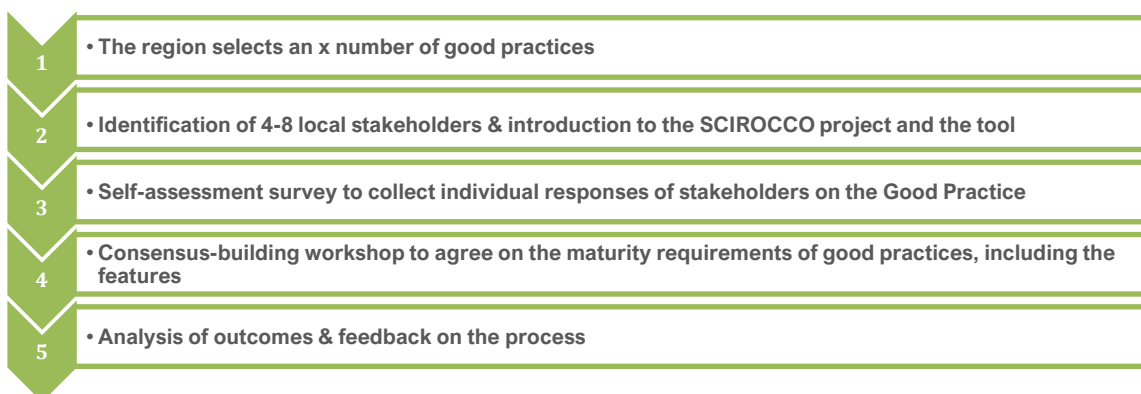 1
• The region selects an x number of good practices
2
• Identification of 4-8 local stakeholders & introduction to the SCIROCCO project and the tool
3
• Self-assessment survey to collect individual responses of stakeholders on the Good Practice
4
• Consensus-building workshop to agree on the maturity requirements of good practices, including the
features
5
• Analysis of outcomes & feedback on the process